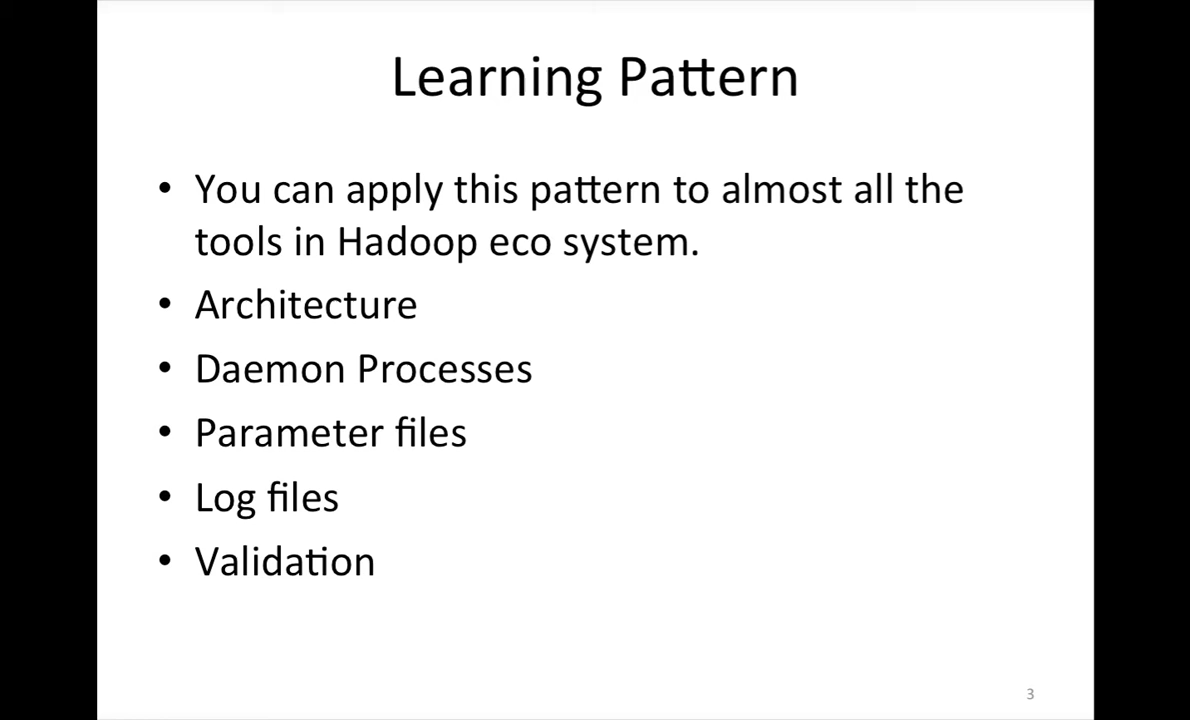 Learning Pattern
• You can apply this pattern to almost all the
tools in Hadoop eco system.
• Architecture
• Daemon Processes
• Parameter files
• Log files
• Validation
3